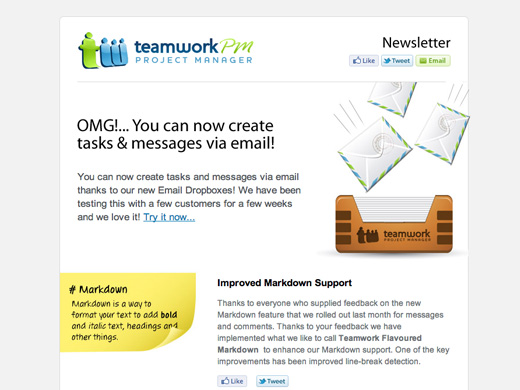 teamworkPM
PROJECT MANAGER
Newsletter
Like Tweet Email
OMG!... You can now create
tasks & messages via email!
You can now create tasks and messages via email
thanks to our new Email Dropboxes! We have been
testing this with a few customers for a few weeks
and we love it! Try it now...
teamwork
PROJECT MANAGER
# Markdown
Markdown is a way to
format your text to add bold
and italic text, headings and
other things.
Improved Markdown Support
Thanks to everyone who supplied feedback on the new
Markdown feature that we rolled out last month for messages
and comments. Thanks to your feedback we have
implemented what we like to call Teamwork Flavoured
Markdown to enhance our Markdown support. One of the key
improvements has been improved line-break detection.
Like Tweet